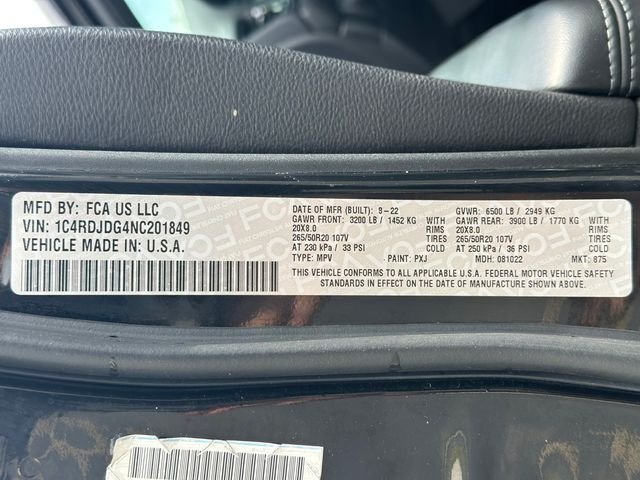 MFD BY: FCA US LLC
VIN: 1C4RDJDG4NC201849
VEHICLE MADE IN U.S.A.
DATE OF MFR (BUILT): 8-22 GVWR: 6500 LB / 2949 KG
GAWR FRONT: 3200 LB / 1452 KG GAWR REAR: 3900 LB / 1770 KG
20X8.0 RIMS 20X8.0 RIMS
265/50R20 107V TIRES 265/50R20 107V TIRES
AT 230 kPa / 33 PSI COLD AT 250 kPa / 36 PSI COLD
TYPE: MPV PAINT: PXJ MDH: 081022 MKT: 875
THIS VEHICLE CONFORMS TO ALL APPLICABLE U.S.A. FEDERAL MOTOR VEHICLE SAFETY
STANDARDS IN EFFECT ON THE DATE OF MANUFACTURE SHOWN ABOVE.